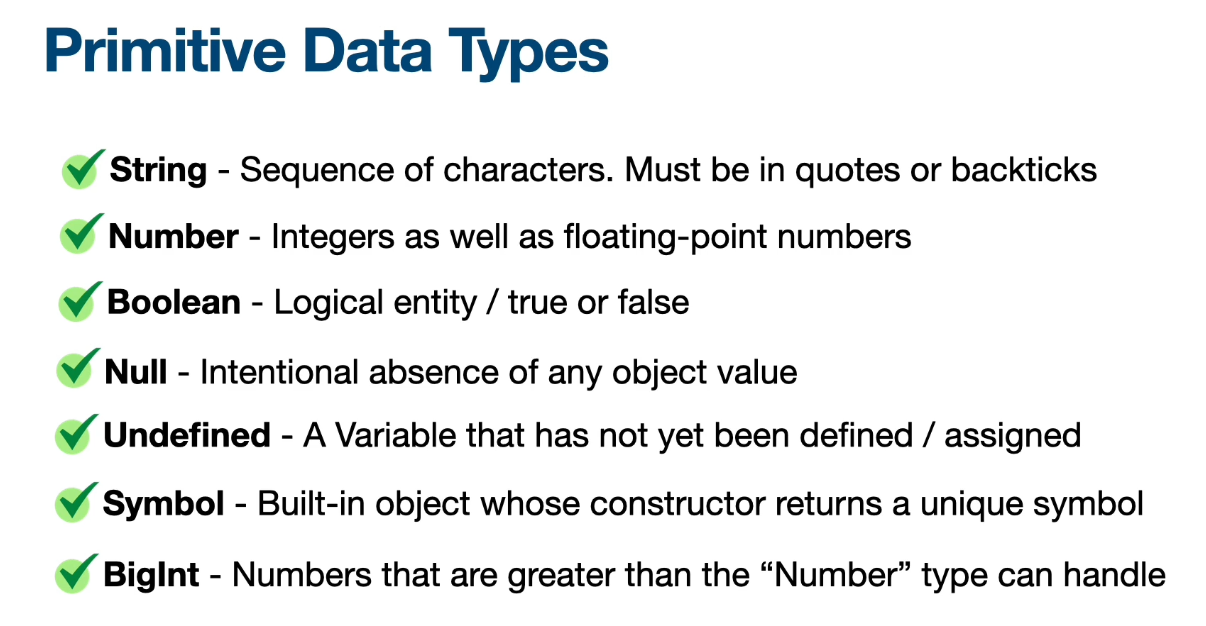 Primitive Data Types
String - Sequence of characters. Must be in quotes or backticks
Number - Integers as well as floating-point numbers
Boolean - Logical entity / true or false
Null - Intentional absence of any object value
Undefined - A Variable that has not yet been defined / assigned
Symbol - Built-in object whose constructor returns a unique symbol
BigInt - Numbers that are greater than the “Number” type can handle